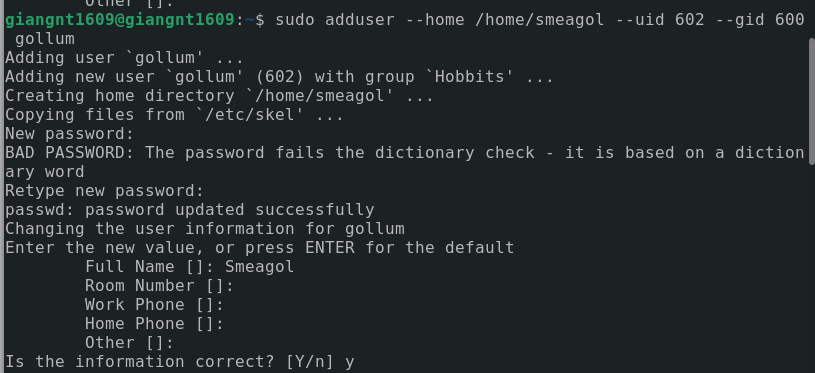 Other []:
giangnt1609@giangnt1609:~$ sudo adduser --home /home/smeagol --uid 602 --gid 600
 gollum
Adding user `gollum' ...
Adding new user `gollum' (602) with group `Hobbits' ...
Creating home directory `/home/smeagol' ...
Copying files from `/etc/skel' ...
New password:
BAD PASSWORD: The password fails the dictionary check - it is based on a diction
ary word
Retype new password:
passwd: password updated successfully
Changing the user information for gollum
Enter the new value, or press ENTER for the default
        Full Name []: Smeagol
        Room Number []:
        Work Phone []:
        Home Phone []:
        Other []:
Is the information correct? [Y/n] y